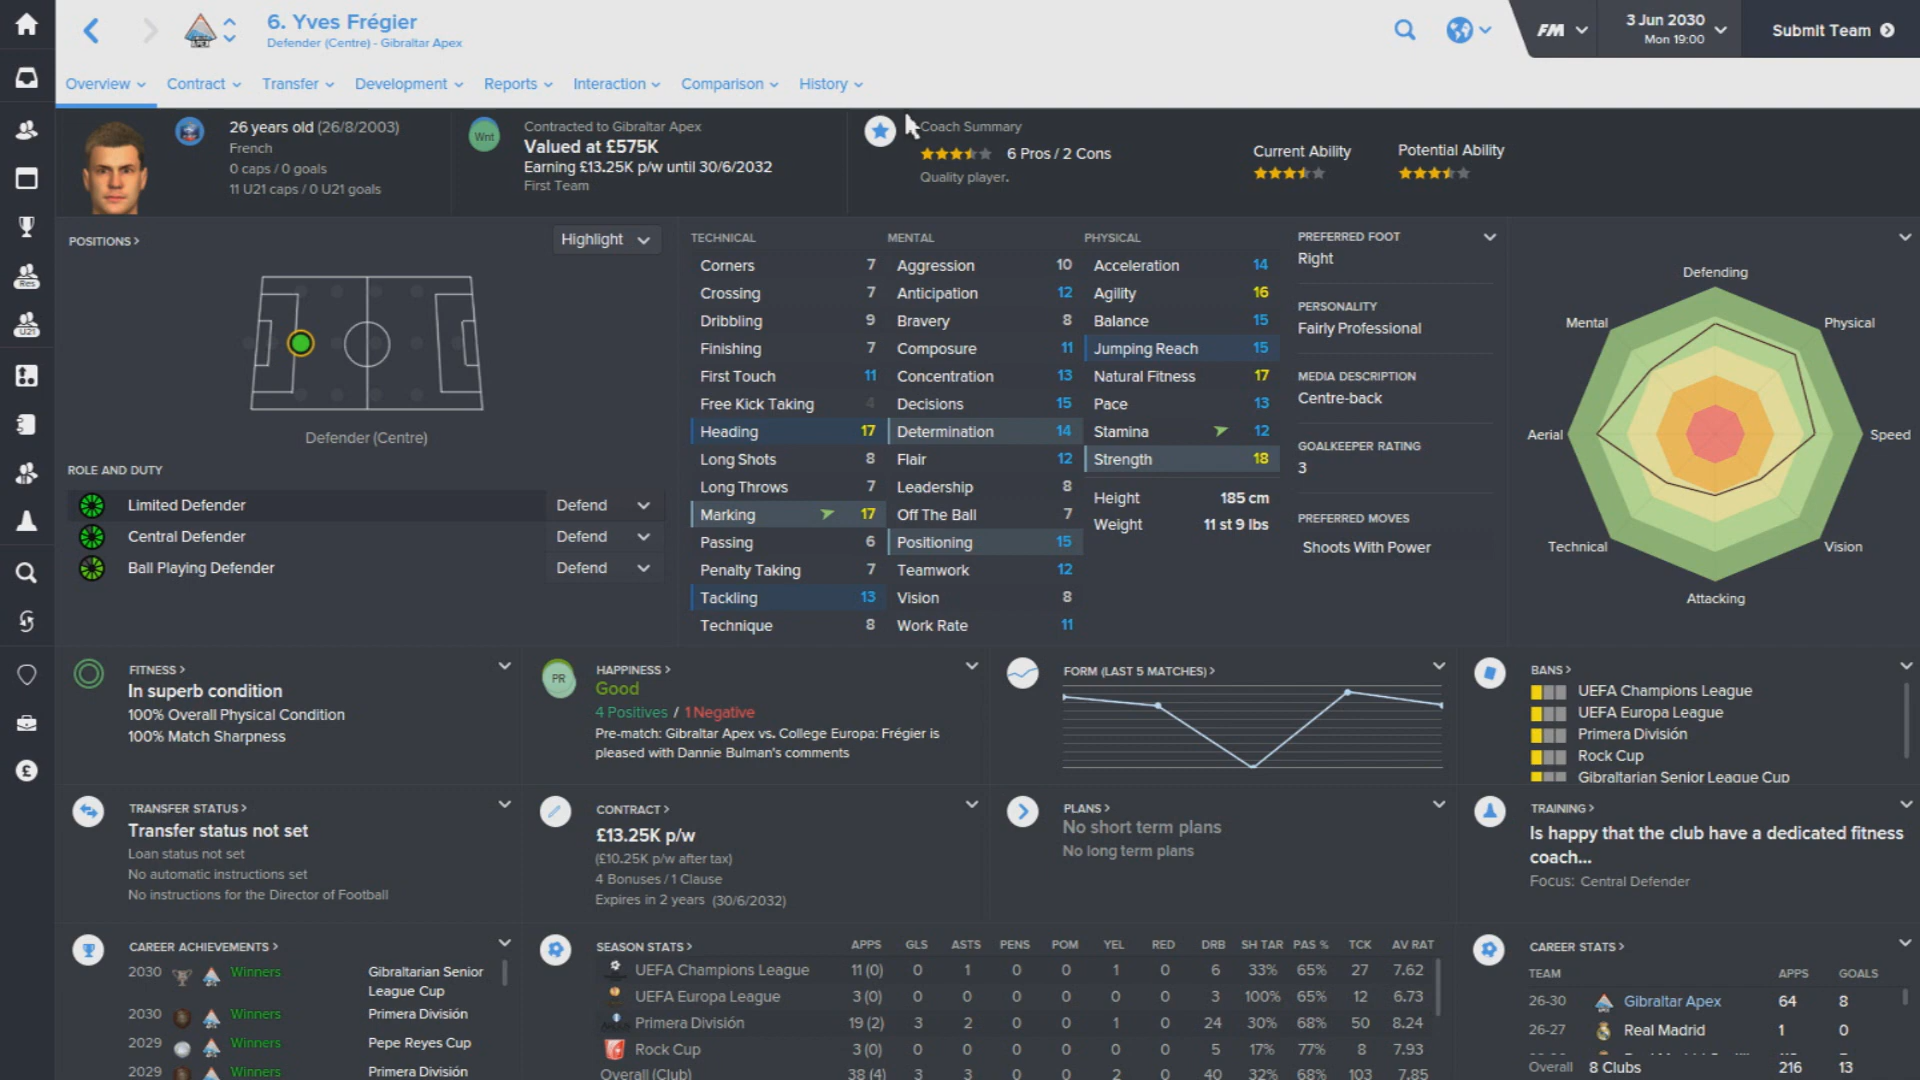 6. Yves Frégier
Defender (Centre) - Gibraltar Apex
FM
3 Jun 2030
Mon 19:00
Submit Team
Overview
Contract
Transfer
Development
Reports
Interaction
Comparison
History
26 years old (26/8/2003)
French
0 caps / 0 goals
11 U21 caps / 0 U21 goals
Wnt
Contracted to Gibraltar Apex
Valued at £575K
Earning £13.25K p/w until 30/6/2032
First Team
Coach Summary
6 Pros / 2 Cons
Quality player.
Current Ability
Potential Ability
Res
U21
POSITIONS >
Highlight
Defender (Centre)
ROLE AND DUTY
Limited Defender Defend
Central Defender Defend
Ball Playing Defender Defend
TECHNICAL
Corners 7
Crossing 7
Dribbling 9
Finishing 7
First Touch 11
Free Kick Taking 4
Heading 17
Long Shots 8
Long Throws 7
Marking 17
Passing 6
Penalty Taking 7
Tackling 13
Technique 8
MENTAL
Aggression 10
Anticipation 12
Bravery 8
Composure 11
Concentration 13
Decisions 15
Determination 14
Flair 12
Leadership 8
Off The Ball 7
Positioning 15
Teamwork 12
Vision 8
Work Rate 11
PHYSICAL
Acceleration 14
Agility 16
Balance 15
Jumping Reach 15
Natural Fitness 17
Pace 13
Stamina 12
Strength 18
Height 185 cm
Weight 11 st 9 lbs
PREFERRED FOOT
Right
PERSONALITY
Fairly Professional
MEDIA DESCRIPTION
Centre-back
GOALKEEPER RATING
3
PREFERRED MOVES
Shoots With Power
Defending
Mental
Physical
Aerial
Speed
Technical
Vision
Attacking
FITNESS >
In superb condition
100% Overall Physical Condition
100% Match Sharpness
PR
HAPPINESS >
Good
4 Positives / 1 Negative
Pre-match: Gibraltar Apex vs. College Europa: Frégier is
pleased with Dannie Bulman's comments
FORM (LAST 5 MATCHES) >
BANS >
UEFA Champions League
UEFA Europa League
Primera División
Rock Cup
Gibraltarian Senior League Cup
TRANSFER STATUS >
Transfer status not set
Loan status not set
No automatic instructions set
No instructions for the Director of Football
CONTRACT >
£13.25K p/w
(£10.25K p/w after tax)
4 Bonuses / 1 Clause
Expires in 2 years (30/6/2032)
PLANS >
No short term plans
No long term plans
TRAINING >
Is happy that the club have a dedicated fitness
coach...
Focus: Central Defender
CAREER ACHIEVEMENTS >
2030 Winners Gibraltarian Senior
League Cup
2030 Winners Primera División
2029 Winners Pepe Reyes Cup
2029 Winners Primera División
SEASON STATS > APPS GLS ASTS PENS POM YEL RED DRB SH TAR PAS % TCK AV RAT
UEFA Champions League 11 (0) 0 1 0 0 1 0 6 33% 65% 27 7.62
UEFA Europa League 3 (0) 0 0 0 0 0 0 3 100% 65% 12 6.73
Primera División 19 (2) 3 2 0 0 1 0 24 30% 68% 50 8.24
Rock Cup 3 (0) 0 0 0 0 0 0 5 17% 77% 8 7.93
Overall (Club) 38 (4) 3 3 0 0 2 0 40 32% 68% 103 7.85
CAREER STATS >
TEAM APPS GOALS
26-30 Gibraltar Apex 64 8
26-27 Real Madrid 1 0
Overall 8 Clubs 216 13
£